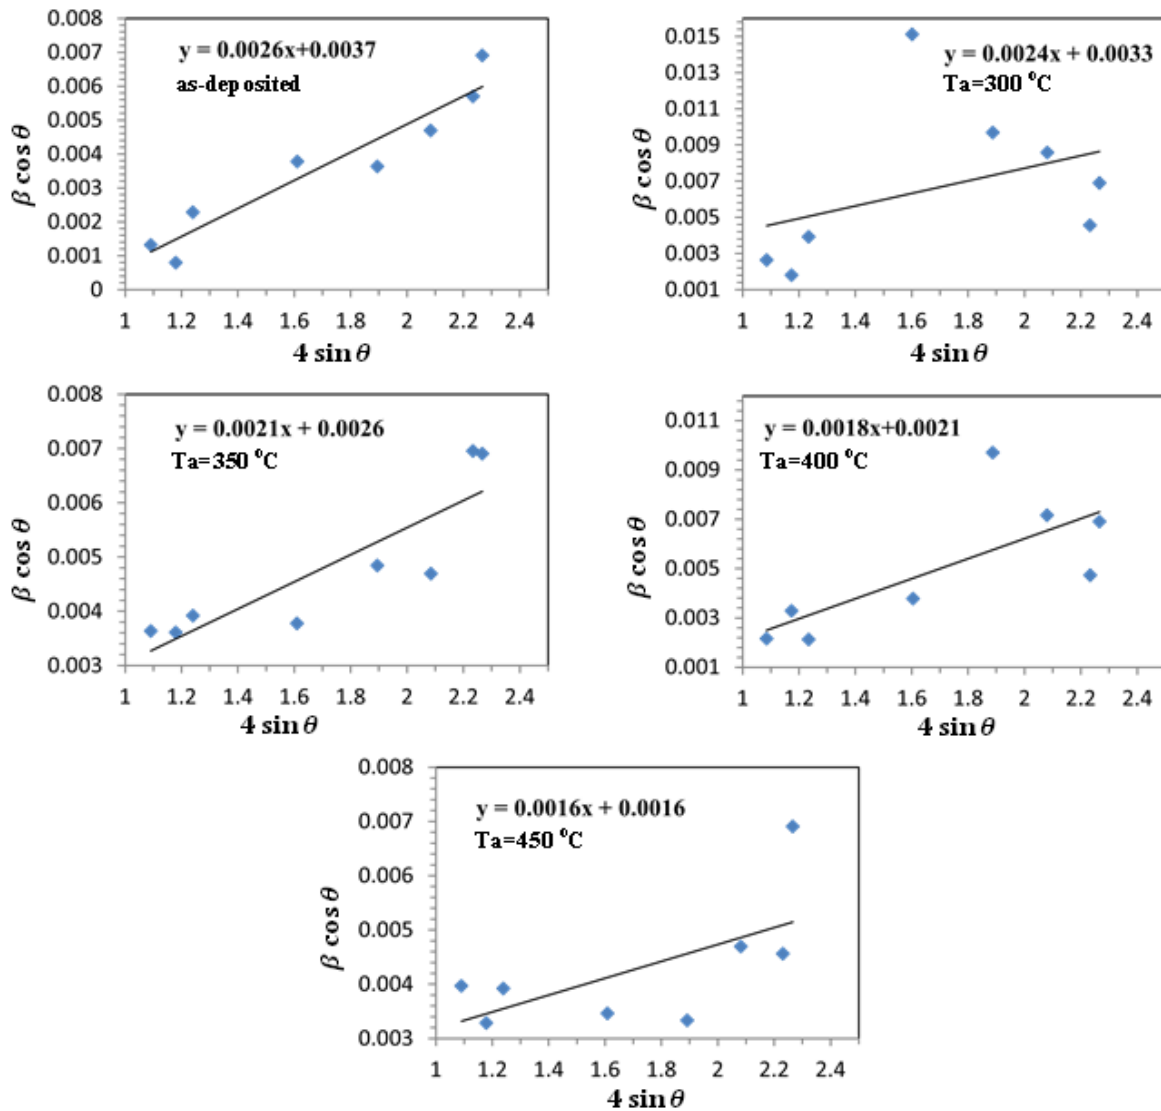 0.008
0.007
0.006
0.005
0.004
0.003
0.002
0.001
0
β cos θ
y = 0.0026x+0.0037
as-deposited
1 1.2 1.4 1.6 1.8 2 2.2 2.4
4 sin θ
0.015
0.013
0.011
0.009
0.007
0.005
0.003
0.001
β cos θ
y = 0.0024x + 0.0033
Ta=300 °C
1 1.2 1.4 1.6 1.8 2 2.2 2.4
4 sin θ
0.008
0.007
0.006
0.005
0.004
0.003
β cos θ
y = 0.0021x + 0.0026
Ta=350 °C
1 1.2 1.4 1.6 1.8 2 2.2 2.4
4 sin θ
0.011
0.009
0.007
0.005
0.003
0.001
β cos θ
y = 0.0018x+0.0021
Ta=400 °C
1 1.2 1.4 1.6 1.8 2 2.2 2.4
4 sin θ
0.008
0.007
0.006
0.005
0.004
0.003
β cos θ
y = 0.0016x + 0.0016
Ta=450 °C
1 1.2 1.4 1.6 1.8 2 2.2 2.4
4 sin θ